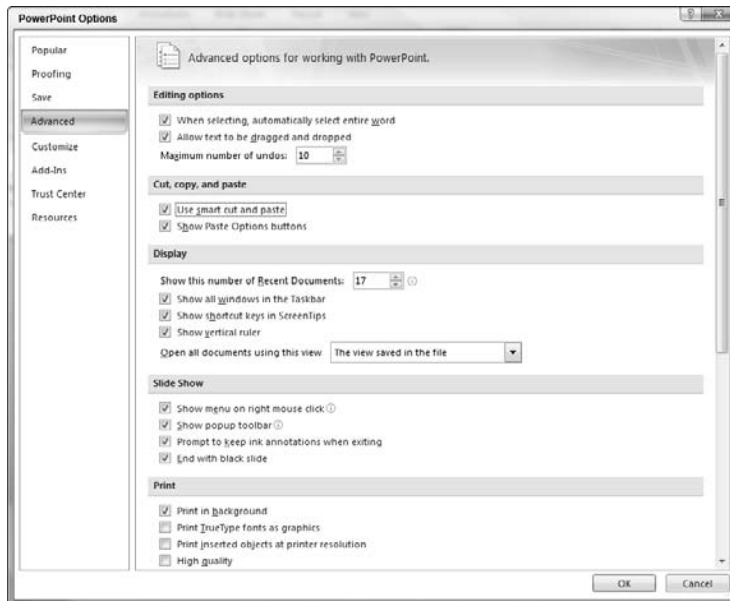 PowerPoint Options
Popular
Proofing
Save
Advanced
Customize
Add-Ins
Trust Center
Resources
Advanced options for working with PowerPoint.
Editing options
When selecting, automatically select entire word
Allow text to be dragged and dropped
Maximum number of undos: 10
Cut, copy, and paste
Use smart cut and paste
Show Paste Options buttons
Display
Show this number of Recent Documents: 17
Show all windows in the Taskbar
Show shortcut keys in ScreenTips
Show vertical ruler
Open all documents using this view The view saved in the file
Slide Show
Show menu on right mouse click
Show popup toolbar
Prompt to keep ink annotations when exiting
End with black slide
Print
Print in background
Print TrueType fonts as graphics
Print inserted objects at printer resolution
High quality
OK Cancel